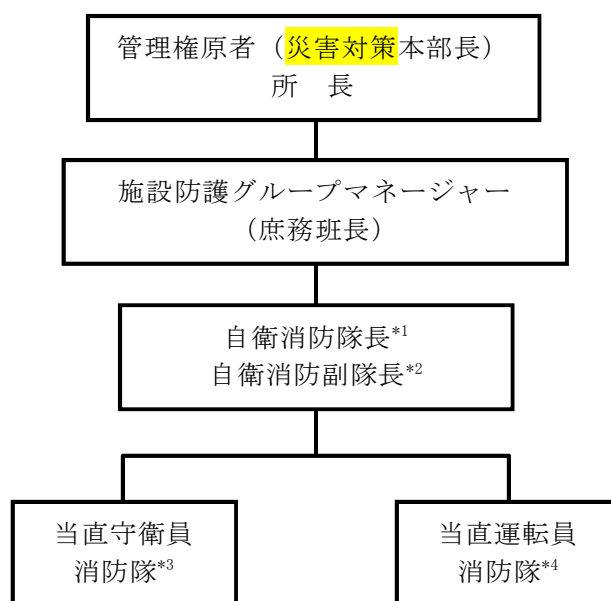 管理権原者（災害対策本部長）
所　長
施設防護グループマネージャー
（庶務班長）
自衛消防隊長*1
自衛消防副隊長*2
当直守衛員
消防隊*3
当直運転員
消防隊*4